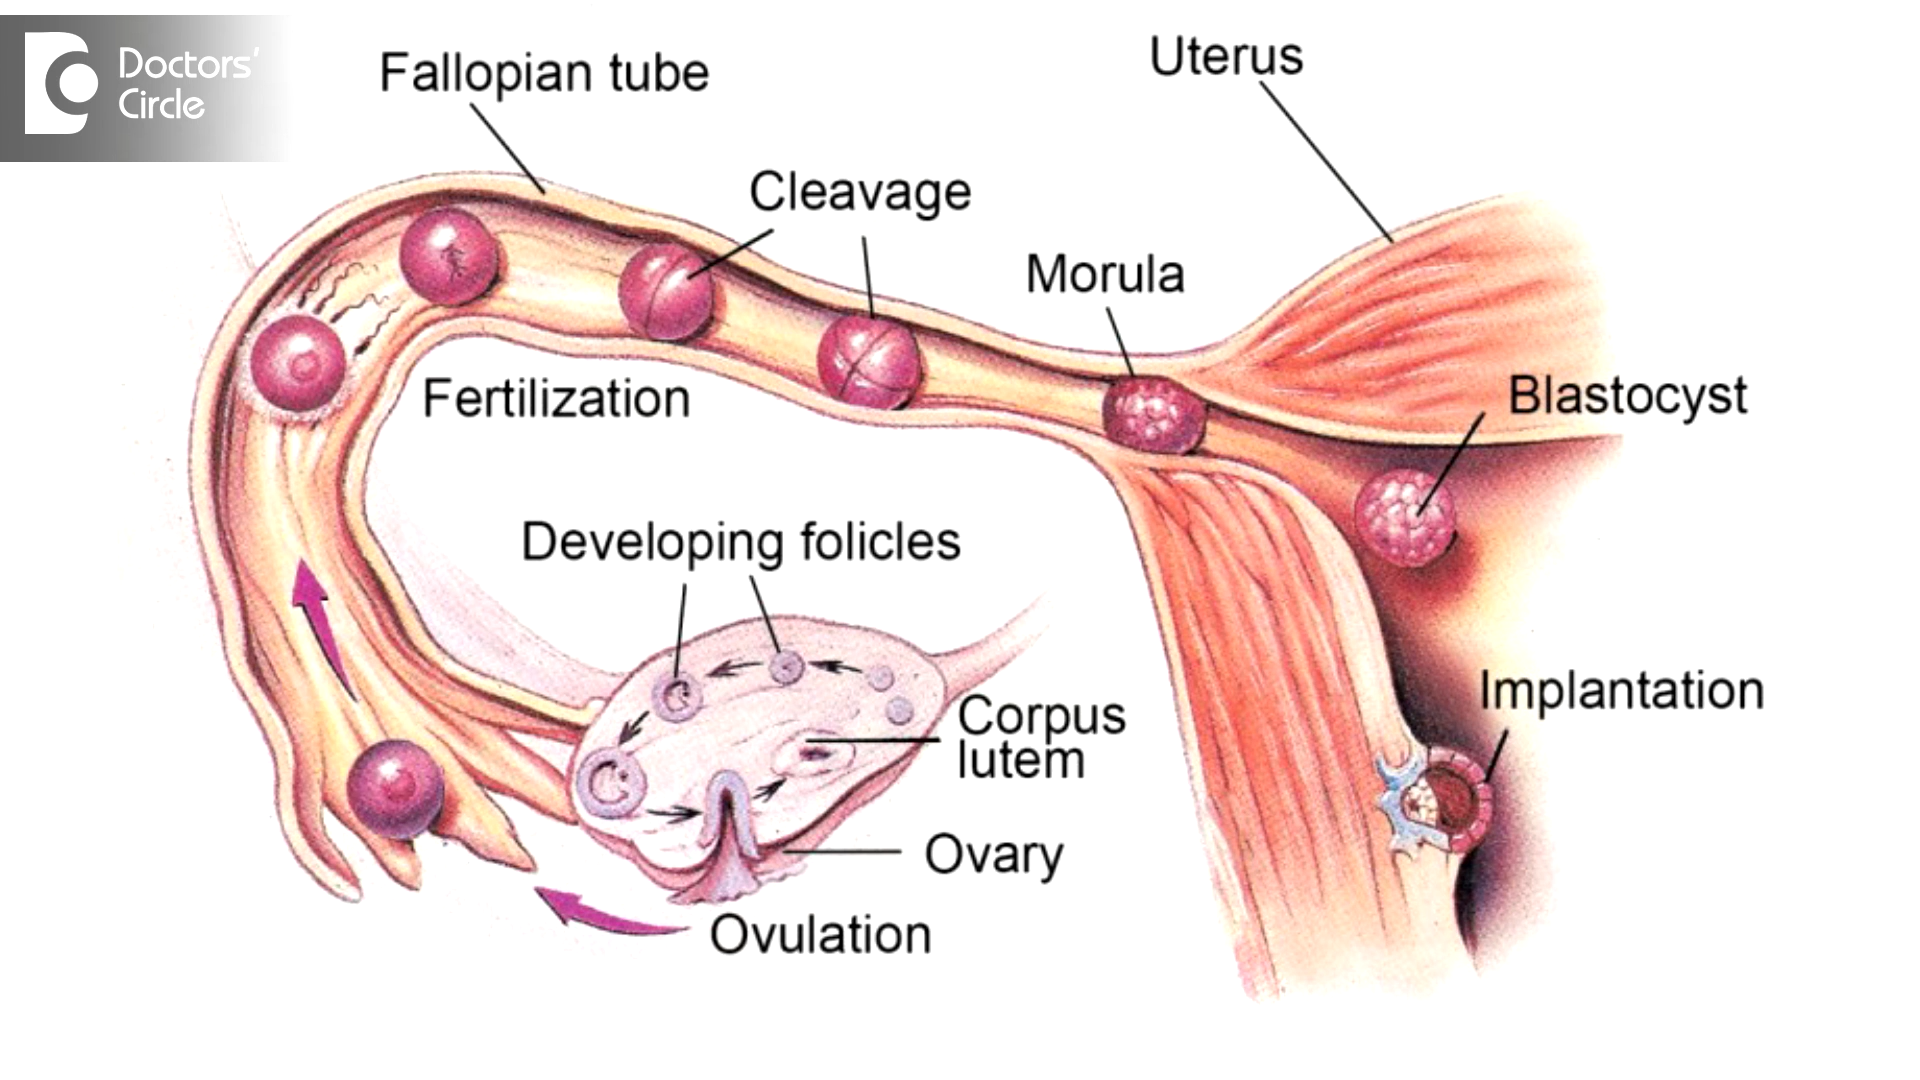 Doctors'
Circle
Fallopian tube
Uterus
Cleavage
Morula
Blastocyst
Fertilization
Developing folicles
Implantation
Corpus
lutem
Ovary
Ovulation